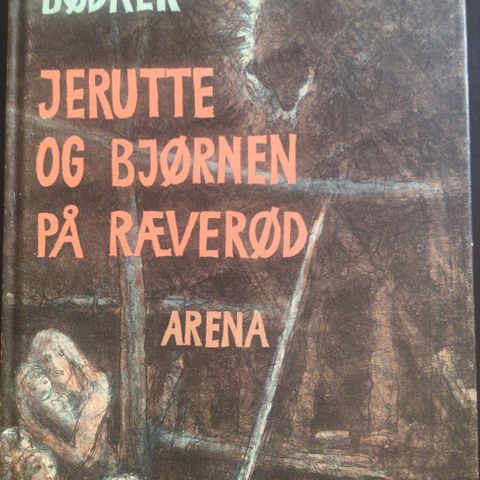 BØDKER
JERUTTE
OG BJØRNEN
PÅ RÆVERØD
ARENA